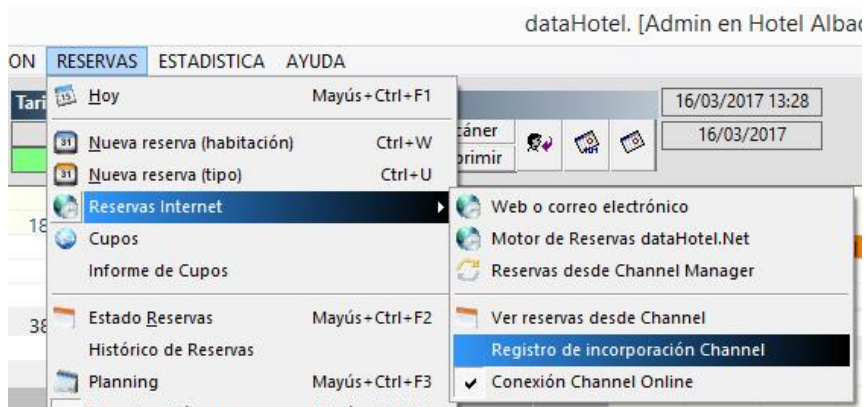 dataHotel. [Admin en Hotel Alba
ON RESERVAS ESTADISTICA AYUDA
Hoy Mayús+Ctrl+F1
16/03/2017 13:28
Nueva reserva (habitación) Ctrl+W
16/03/2017
Nueva reserva (tipo) Ctrl+U
Reservas Internet
Web o correo electrónico
18
Cupos
Motor de Reservas dataHotel.Net
Informe de Cupos
Reservas desde Channel Manager
38
Estado Reservas Mayús+Ctrl+F2
Ver reservas desde Channel
Histórico de Reservas
Registro de incorporación Channel
Planning Mayús+Ctrl+F3
Conexión Channel Online